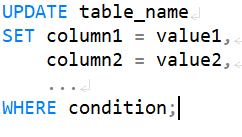 UPDATE table_name
SET column1 = value1,
    column2 = value2,
    ...
WHERE condition;